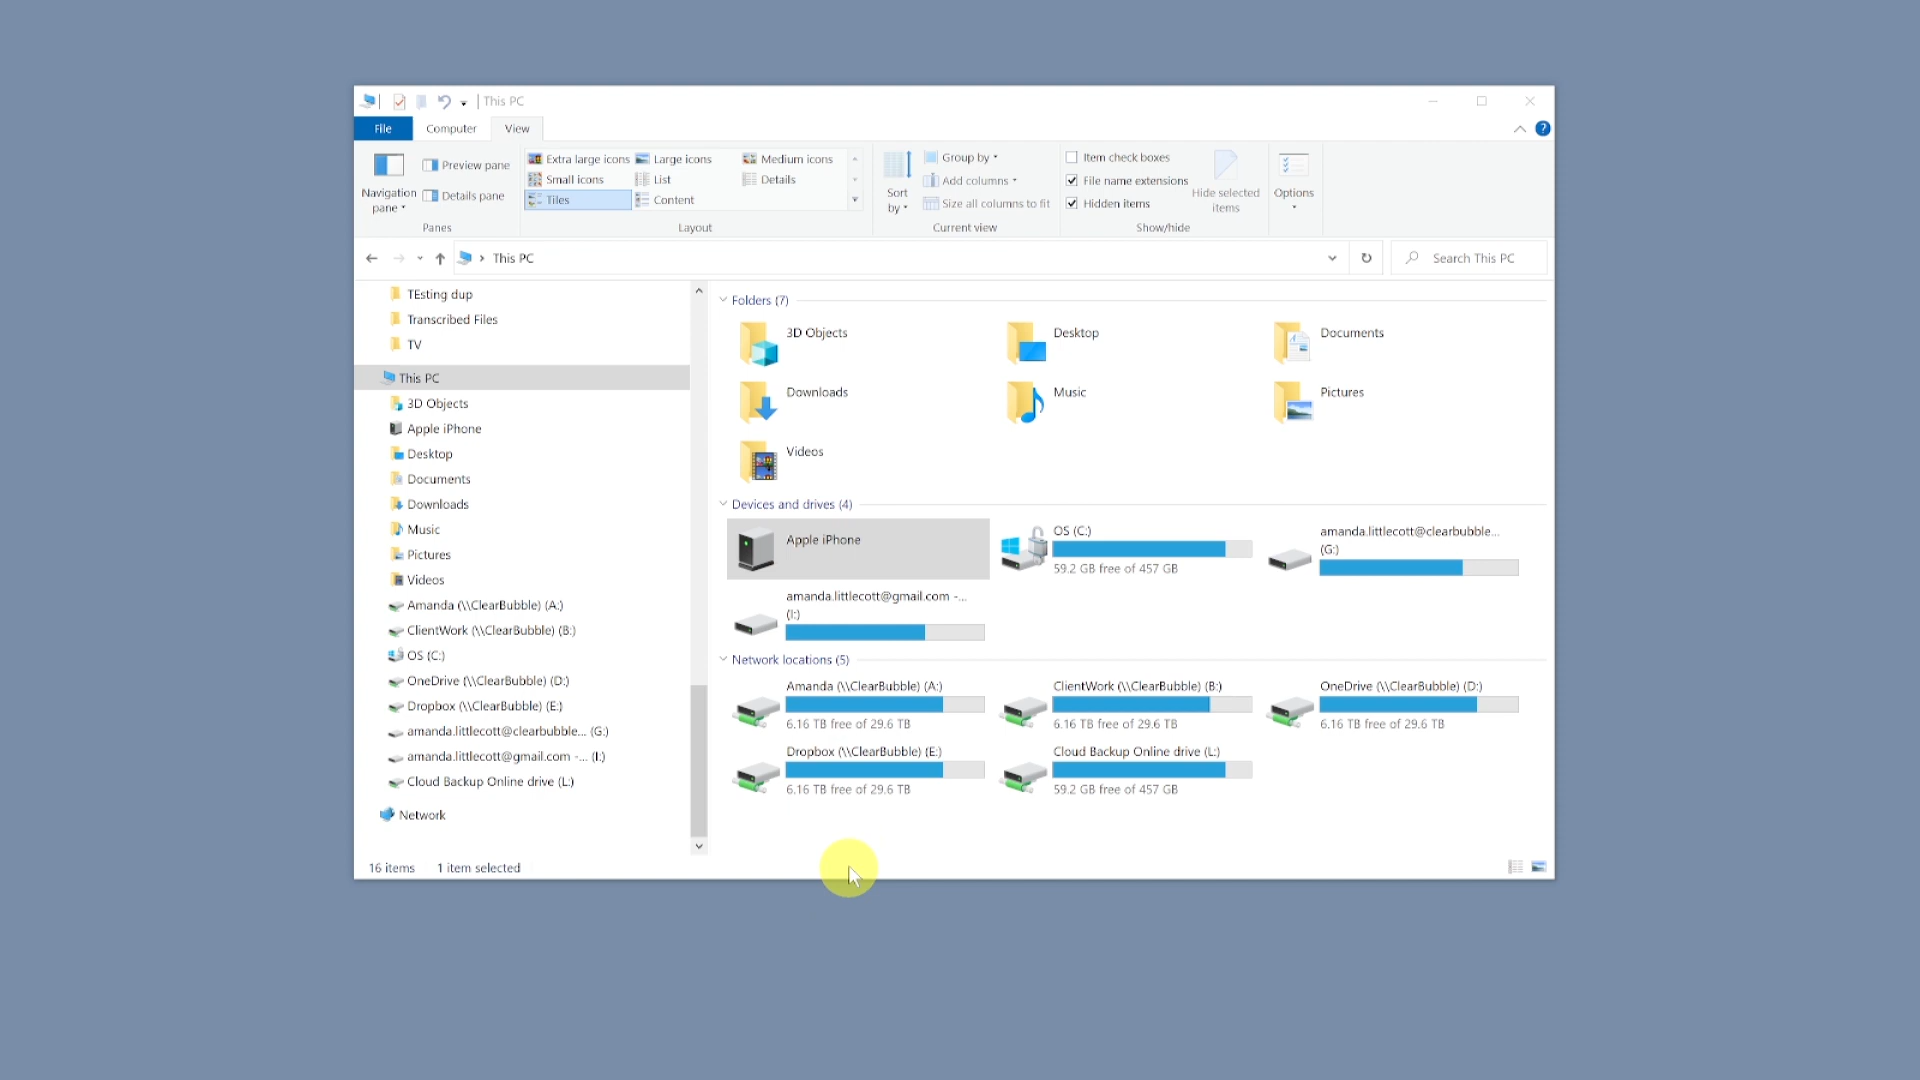 This PC
File
Computer
View
?
Navigation pane
Preview pane
Details pane
Panes
Extra large icons
Large icons
Medium icons
Small icons
List
Details
Tiles
Content
Layout
Sort by
Group by
Add columns
Size all columns to fit
Current view
Item check boxes
File name extensions
Hidden items
Hide selected items
Show/hide
Options
This PC
Search This PC
TEsting dup
Transcribed Files
TV
This PC
3D Objects
Apple iPhone
Desktop
Documents
Downloads
Music
Pictures
Videos
Amanda (\\ClearBubble) (A:)
ClientWork (\\ClearBubble) (B:)
OS (C:)
OneDrive (\\ClearBubble) (D:)
Dropbox (\\ClearBubble) (E:)
amanda.littlecott@clearbubble... (G:)
amanda.littlecott@gmail.com -... (I:)
Cloud Backup Online drive (L:)
Network
Folders (7)
3D Objects
Desktop
Documents
Downloads
Music
Pictures
Videos
Devices and drives (4)
Apple iPhone
OS (C:)
59.2 GB free of 457 GB
amanda.littlecott@clearbubble...
(G:)
amanda.littlecott@gmail.com -...
(I:)
Network locations (5)
Amanda (\\ClearBubble) (A:)
6.16 TB free of 29.6 TB
ClientWork (\\ClearBubble) (B:)
6.16 TB free of 29.6 TB
OneDrive (\\ClearBubble) (D:)
6.16 TB free of 29.6 TB
Dropbox (\\ClearBubble) (E:)
6.16 TB free of 29.6 TB
Cloud Backup Online drive (L:)
59.2 GB free of 457 GB
16 items
1 item selected